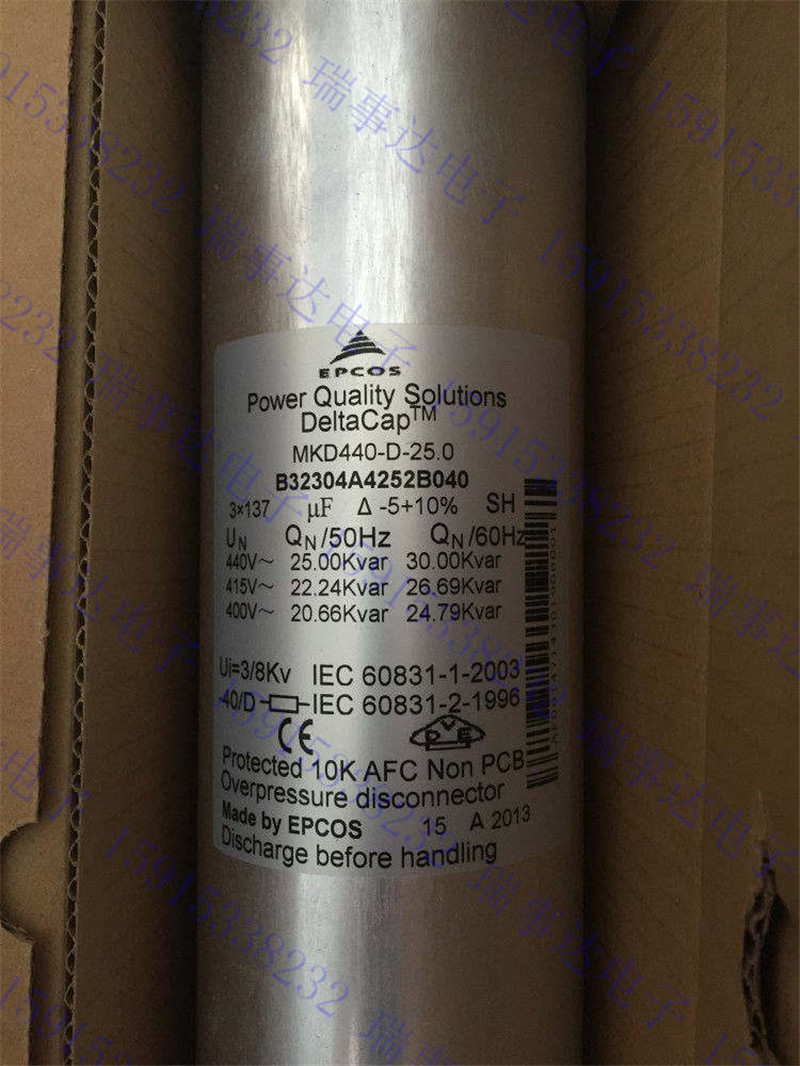 EPCOS
Power Quality Solutions
DeltaCap™
MKD440-D-25.0
B32304A4252B040
3×137 µF Δ -5+10% SH
UN QN/50Hz QN/60Hz
440V~ 25.00Kvar 30.00Kvar
415V~ 22.24Kvar 26.69Kvar
400V~ 20.66Kvar 24.79Kvar
Ui=3/8Kv IEC 60831-1-2003
-40/D IEC 60831-2-1996
CE DVE
Protected 10K AFC Non PCB
Overpressure disconnector
Made by EPCOS 15 A 2013
Discharge before handling
瑞事达电子 15915338232